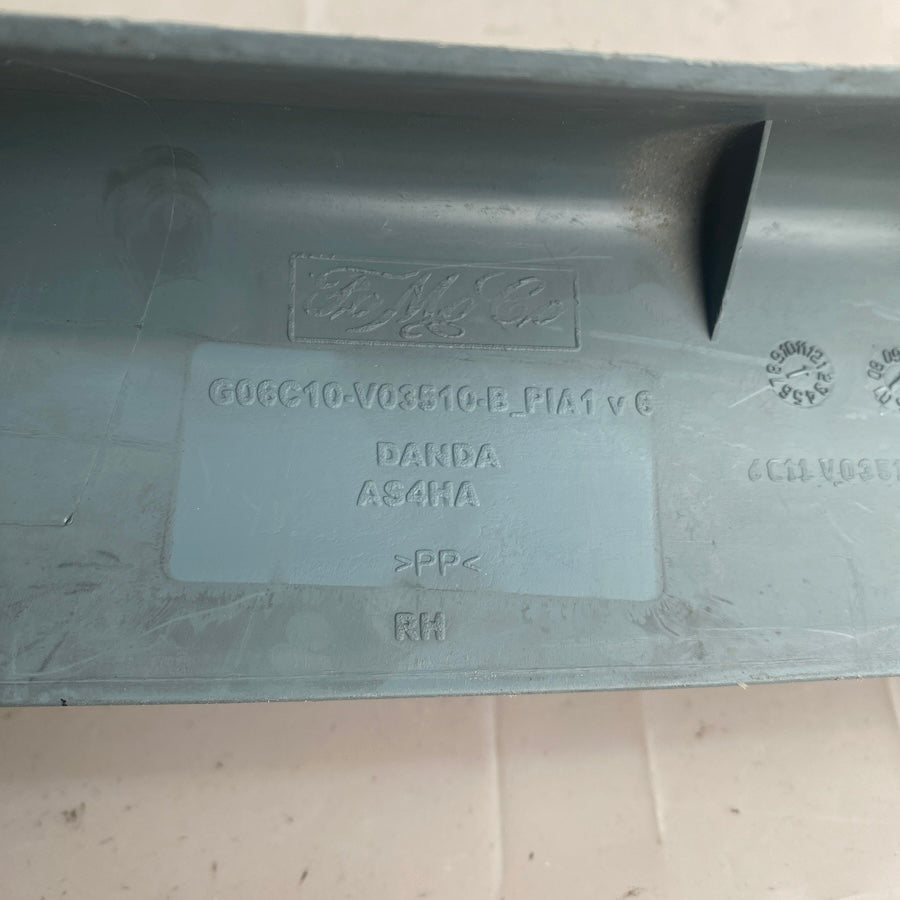 FoMoCo
G06C10-V03510-B_PIA1 v 6
DANDA
AS4HA
>PP<
RH